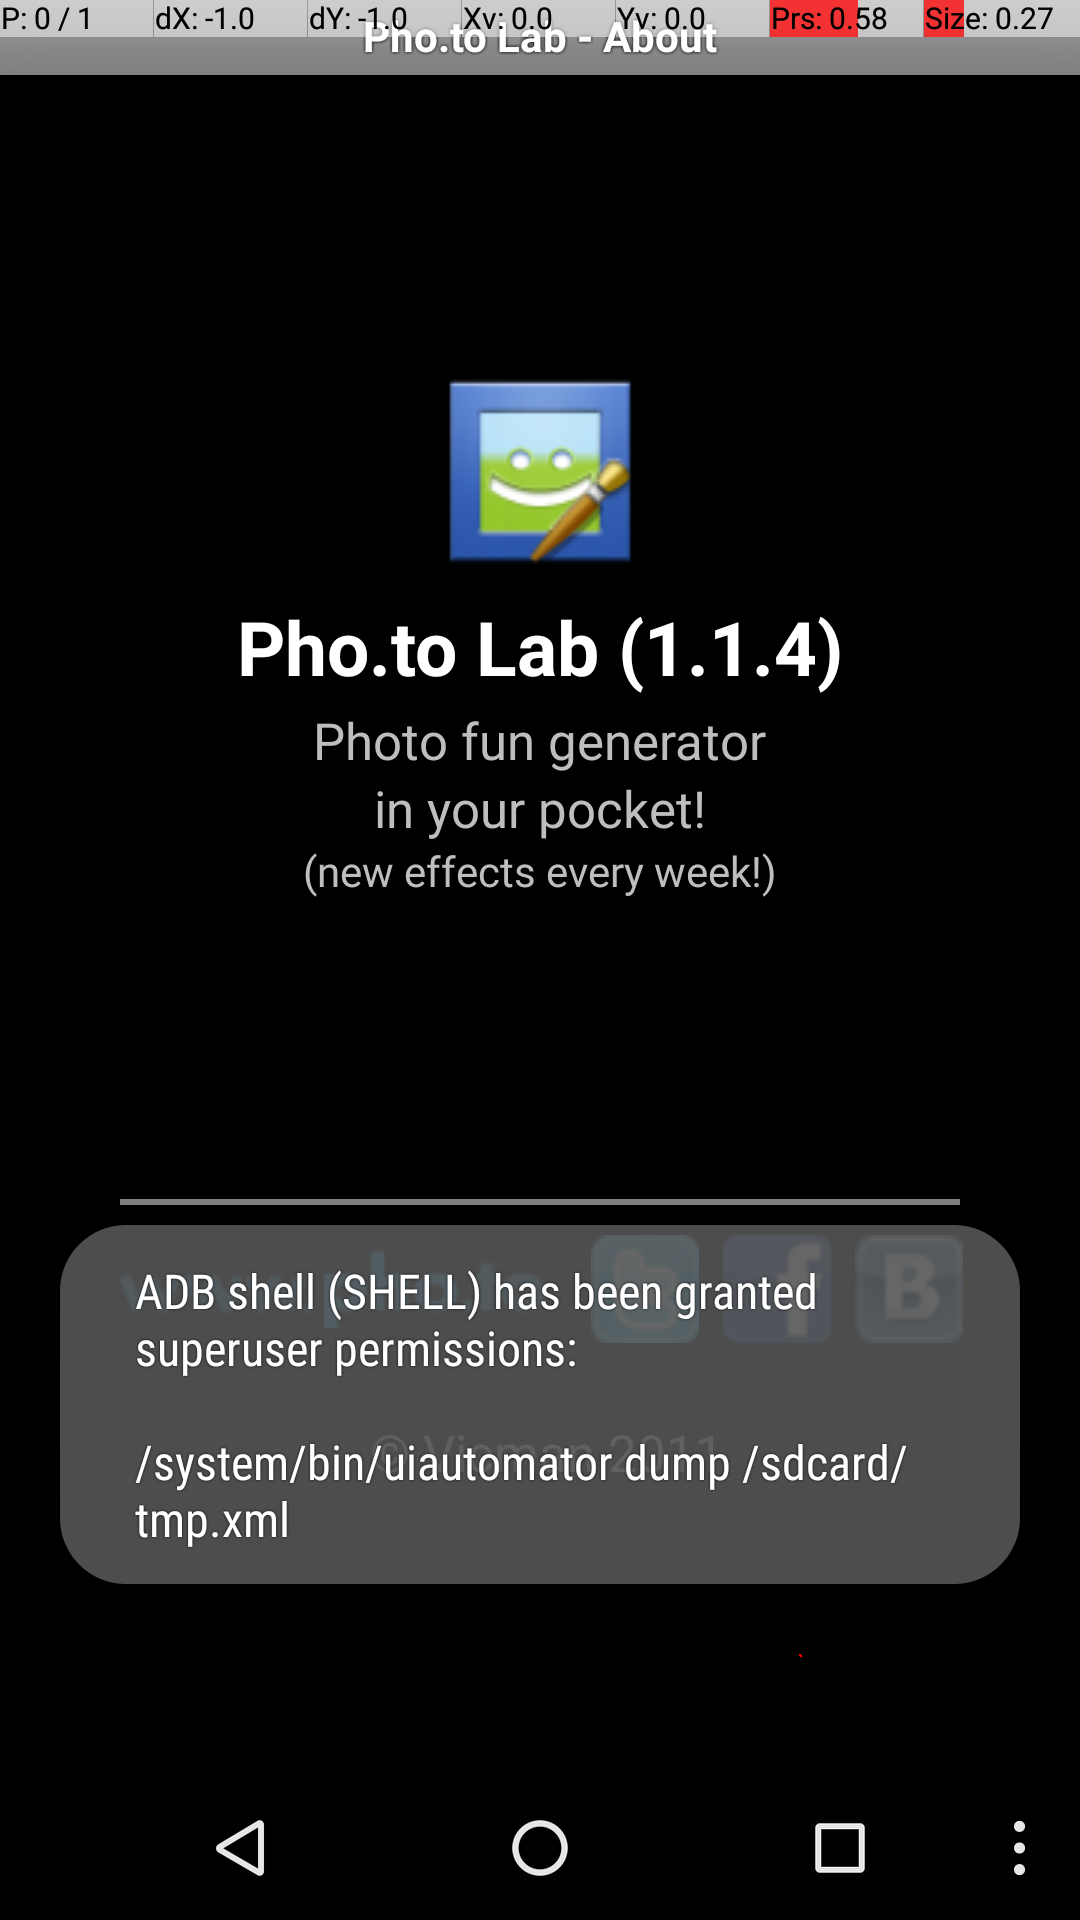 P: 0 / 1 dX: -1.0 dY: -1.0 Xv: 0.0 Yv: 0.0 Prs: 0.58 Size: 0.27
Pho.to Lab - About
Pho.to Lab (1.1.4)
Photo fun generator
in your pocket!
(new effects every week!)
ADB shell (SHELL) has been granted
superuser permissions:
© Vicman 2011
/system/bin/uiautomator dump /sdcard/
tmp.xml